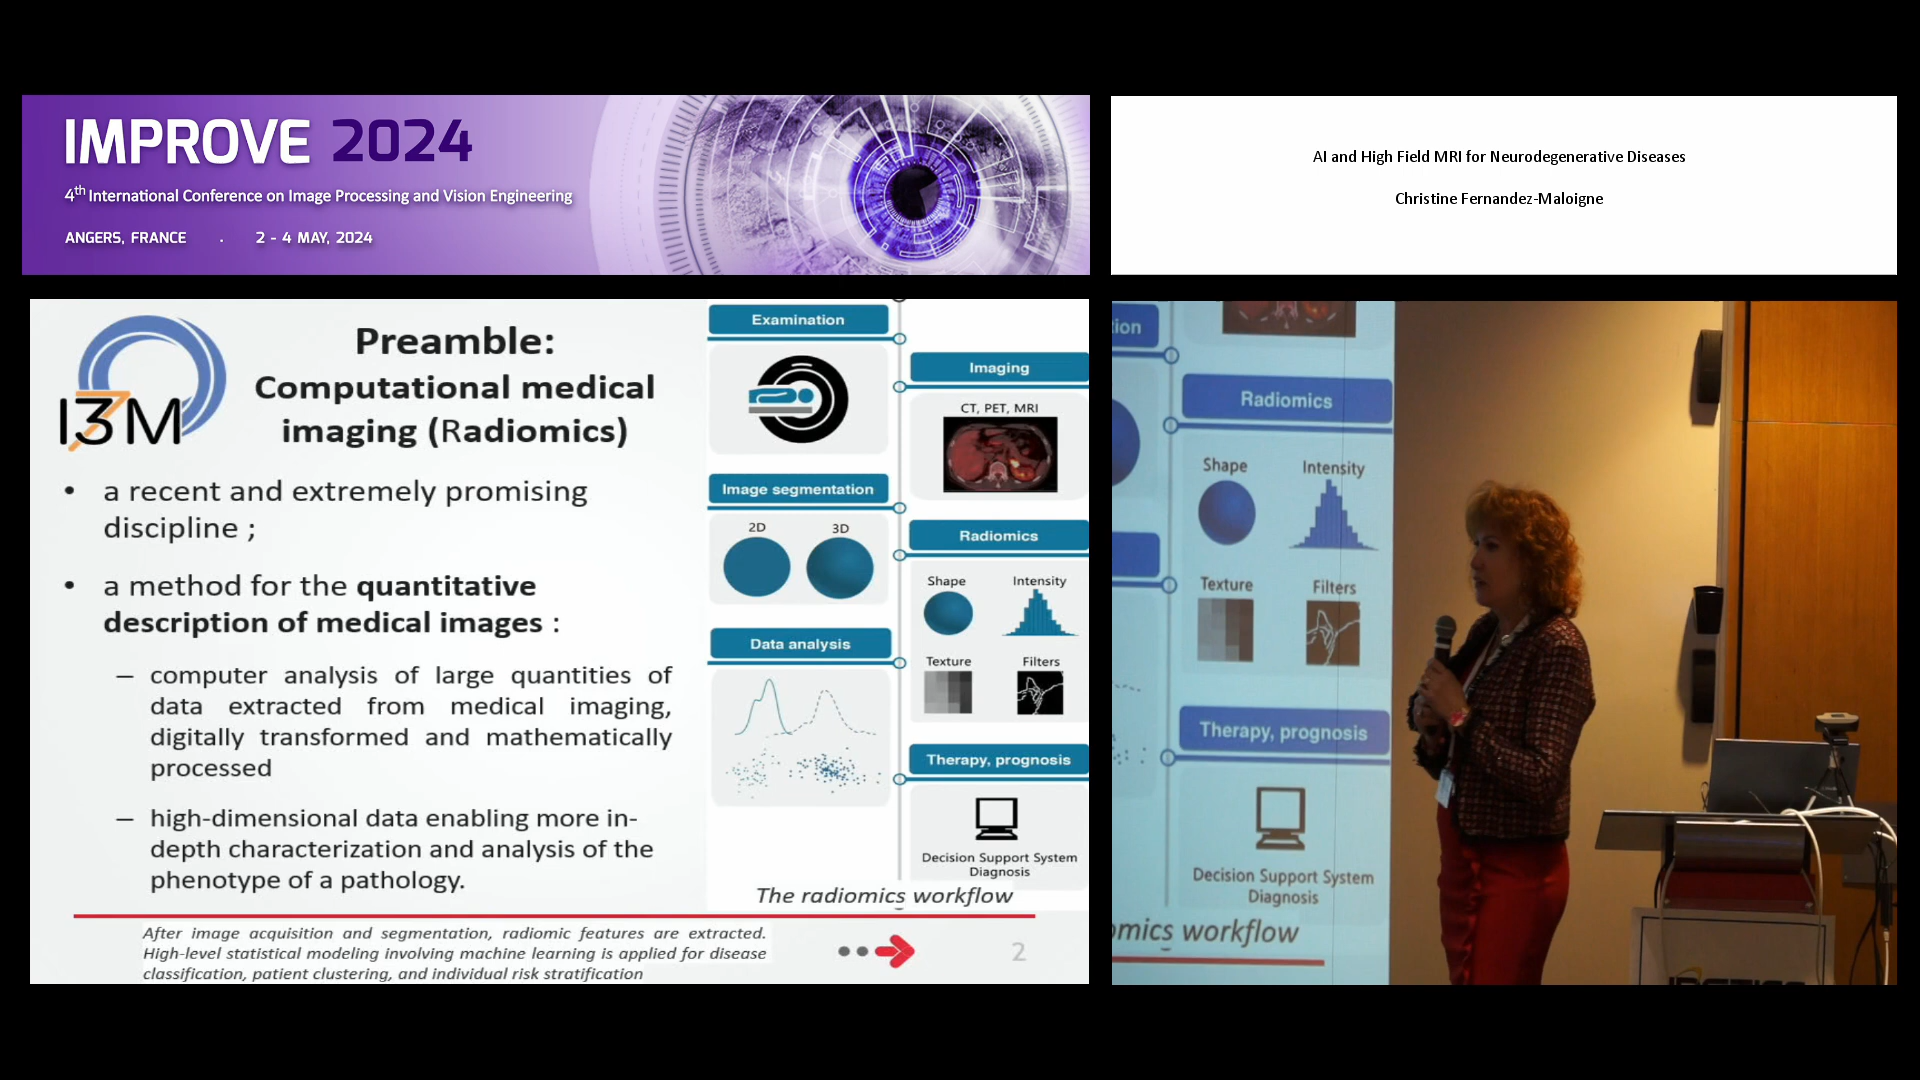 IMPROVE 2024
4th International Conference on Image Processing and Vision Engineering
ANGERS, FRANCE . 2 - 4 MAY, 2024
AI and High Field MRI for Neurodegenerative Diseases
Christine Fernandez-Maloigne
I3M
Preamble:
Computational medical
imaging (Radiomics)
• a recent and extremely promising
discipline ;
• a method for the quantitative
description of medical images :
– computer analysis of large quantities of
data extracted from medical imaging,
digitally transformed and mathematically
processed
– high-dimensional data enabling more in-
depth characterization and analysis of the
phenotype of a pathology.
Examination
Imaging
CT, PET, MRI
Image segmentation
2D 3D
Radiomics
Shape Intensity
Texture Filters
Data analysis
Therapy, prognosis
Decision Support System
Diagnosis
The radiomics workflow
After image acquisition and segmentation, radiomic features are extracted.
High-level statistical modeling involving machine learning is applied for disease
classification, patient clustering, and individual risk stratification
2
tion
Radiomics
Shape Intensity
Texture Filters
Therapy, prognosis
Decision Support System
Diagnosis
omics workflow